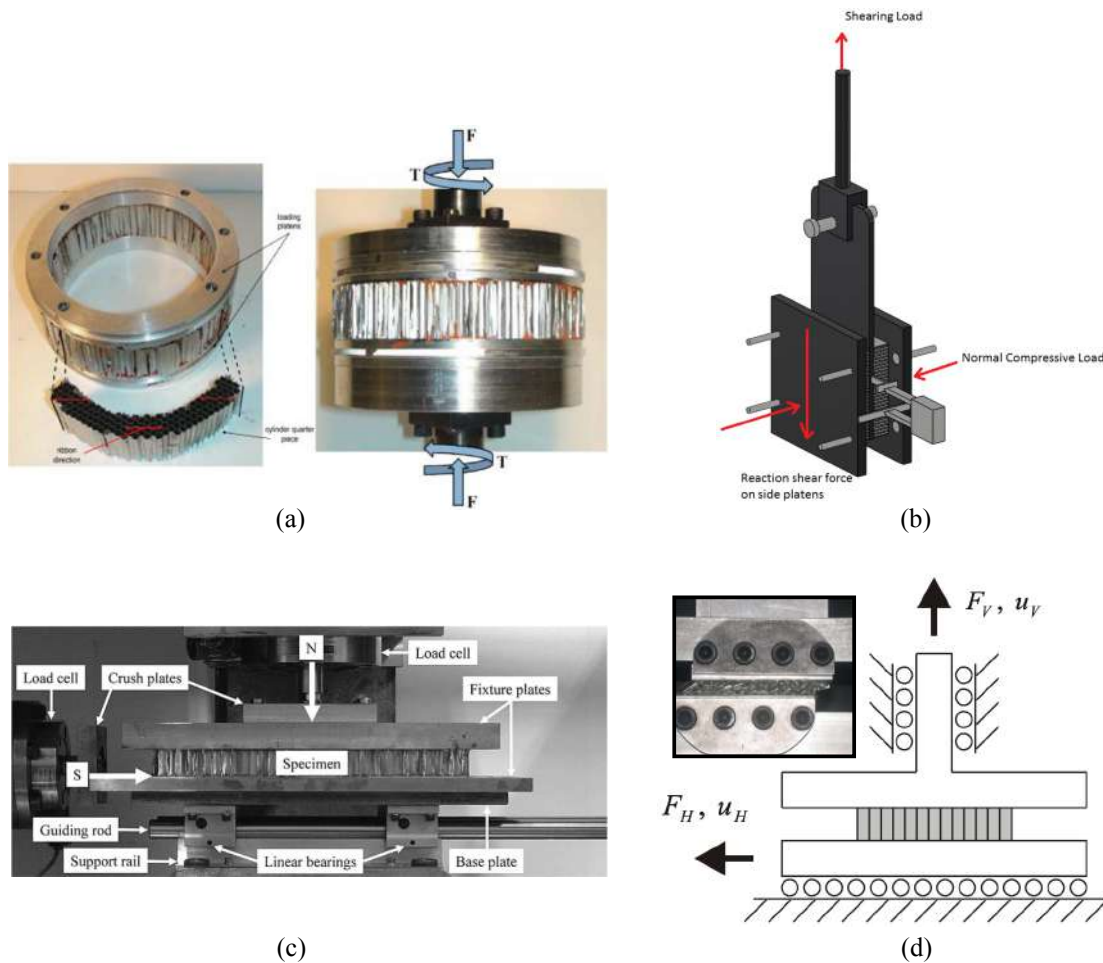 F
T
loading
platens
cylinder quarter
piece
ribbon
direction
T
F
(a)
Shearing Load
Normal Compressive Load
Reaction shear force
on side platens
(b)
N
Load cell
Load cell
Crush plates
Fixture plates
Specimen
S
Guiding rod
Linear bearings
Support rail
Base plate
(c)
F_V, u_V
F_H, u_H
(d)